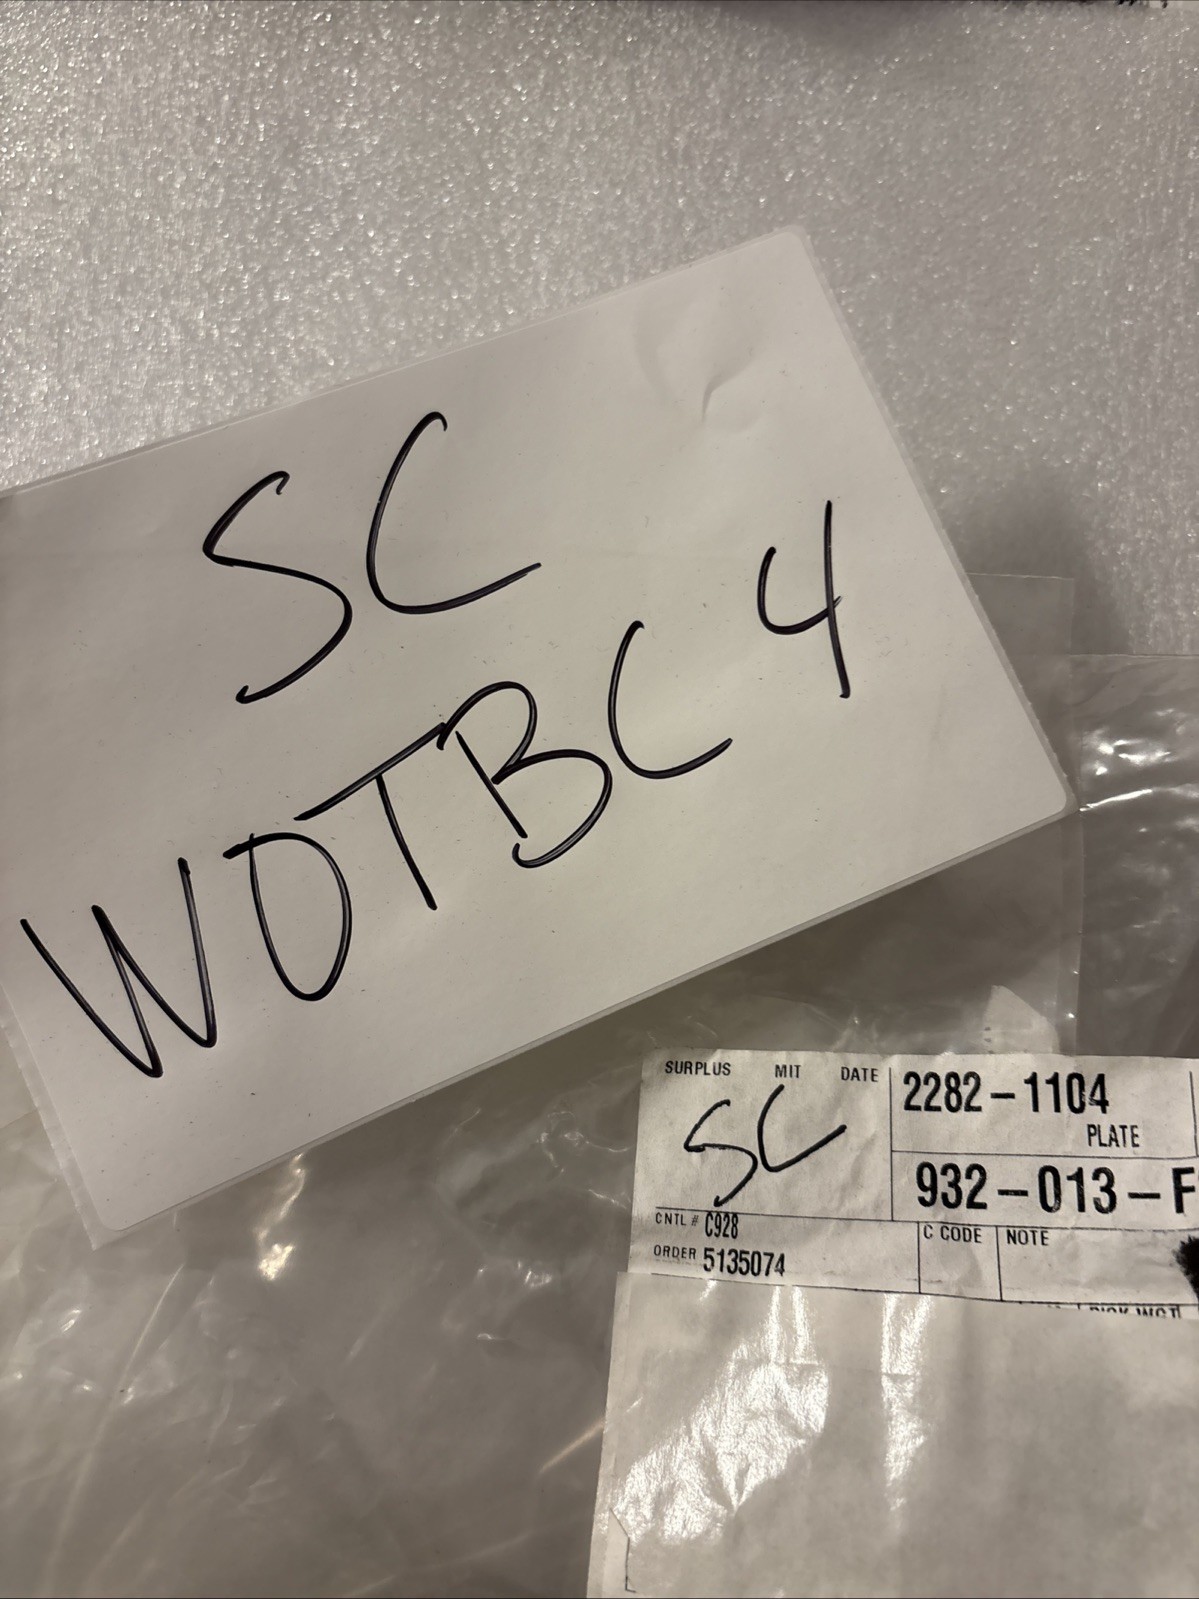 SC
WOTBC 4
SURPLUS MIT DATE
SC
2282-1104
PLATE
932-013-F
CNTL # C928
ORDER 5135074
C CODE
NOTE